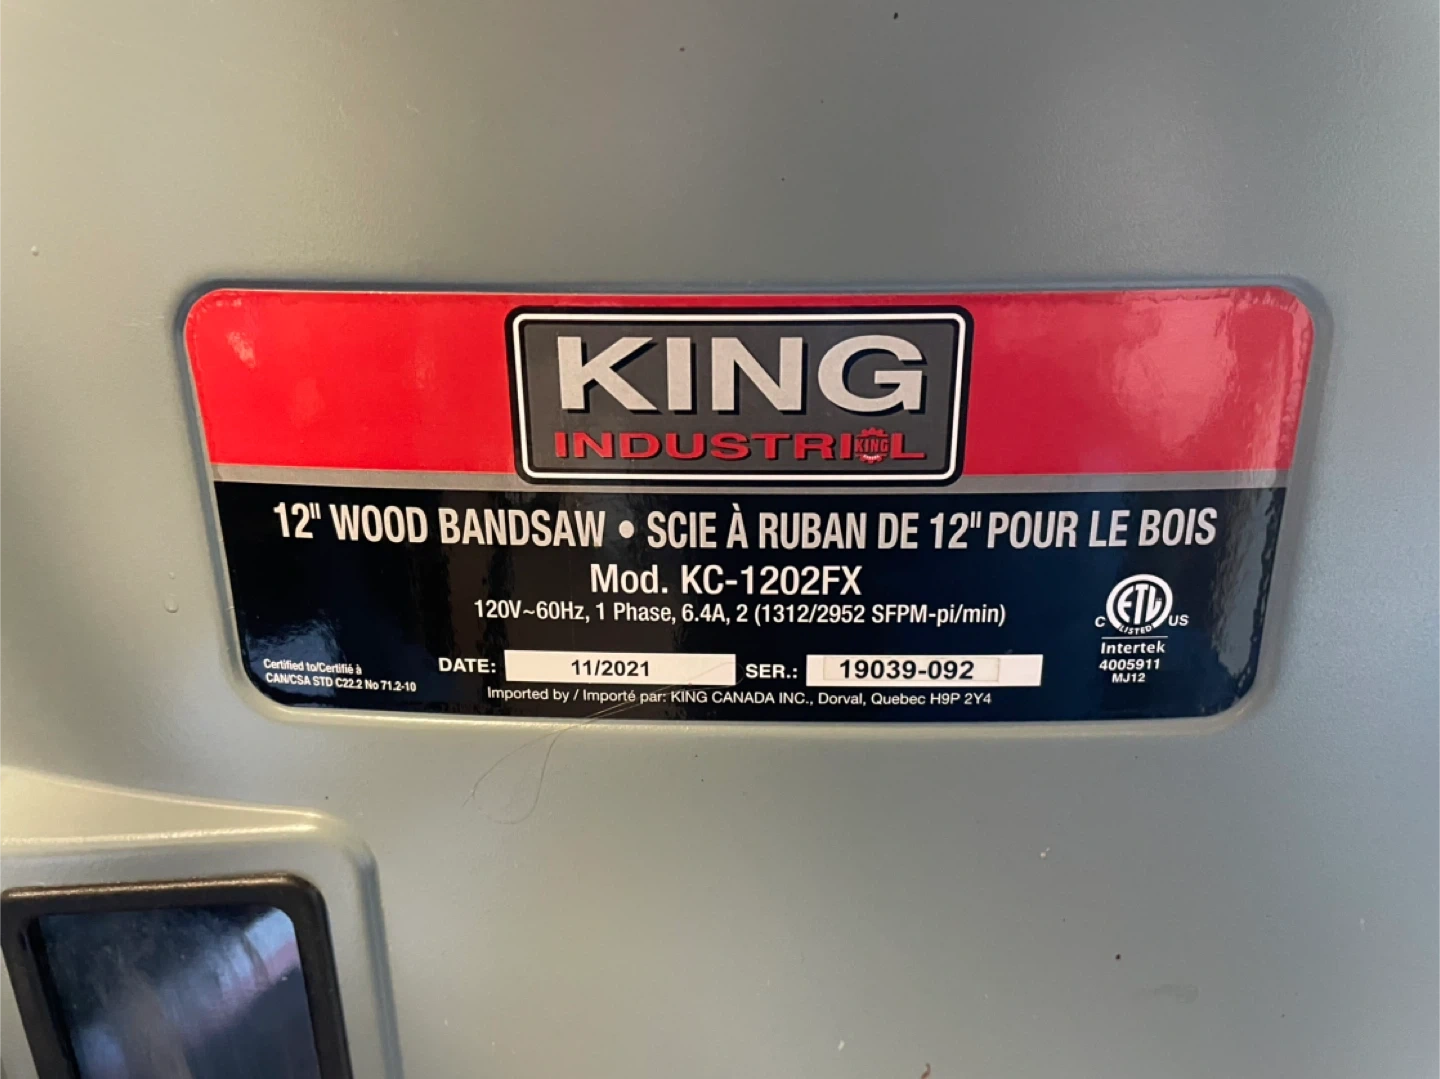 KING
INDUSTRIAL
KING
12" WOOD BANDSAW • SCIE À RUBAN DE 12" POUR LE BOIS
Mod. KC-1202FX
120V~60Hz, 1 Phase, 6.4A, 2 (1312/2952 SFPM-pi/min)
Certified to/Certifié à
CAN/CSA STD C22.2 No 71.2-10
DATE: 11/2021 SER.: 19039-092
Imported by / Importé par: KING CANADA INC., Dorval, Quebec H9P 2Y4
ETL
C LISTED US
Intertek
4005911
MJ12